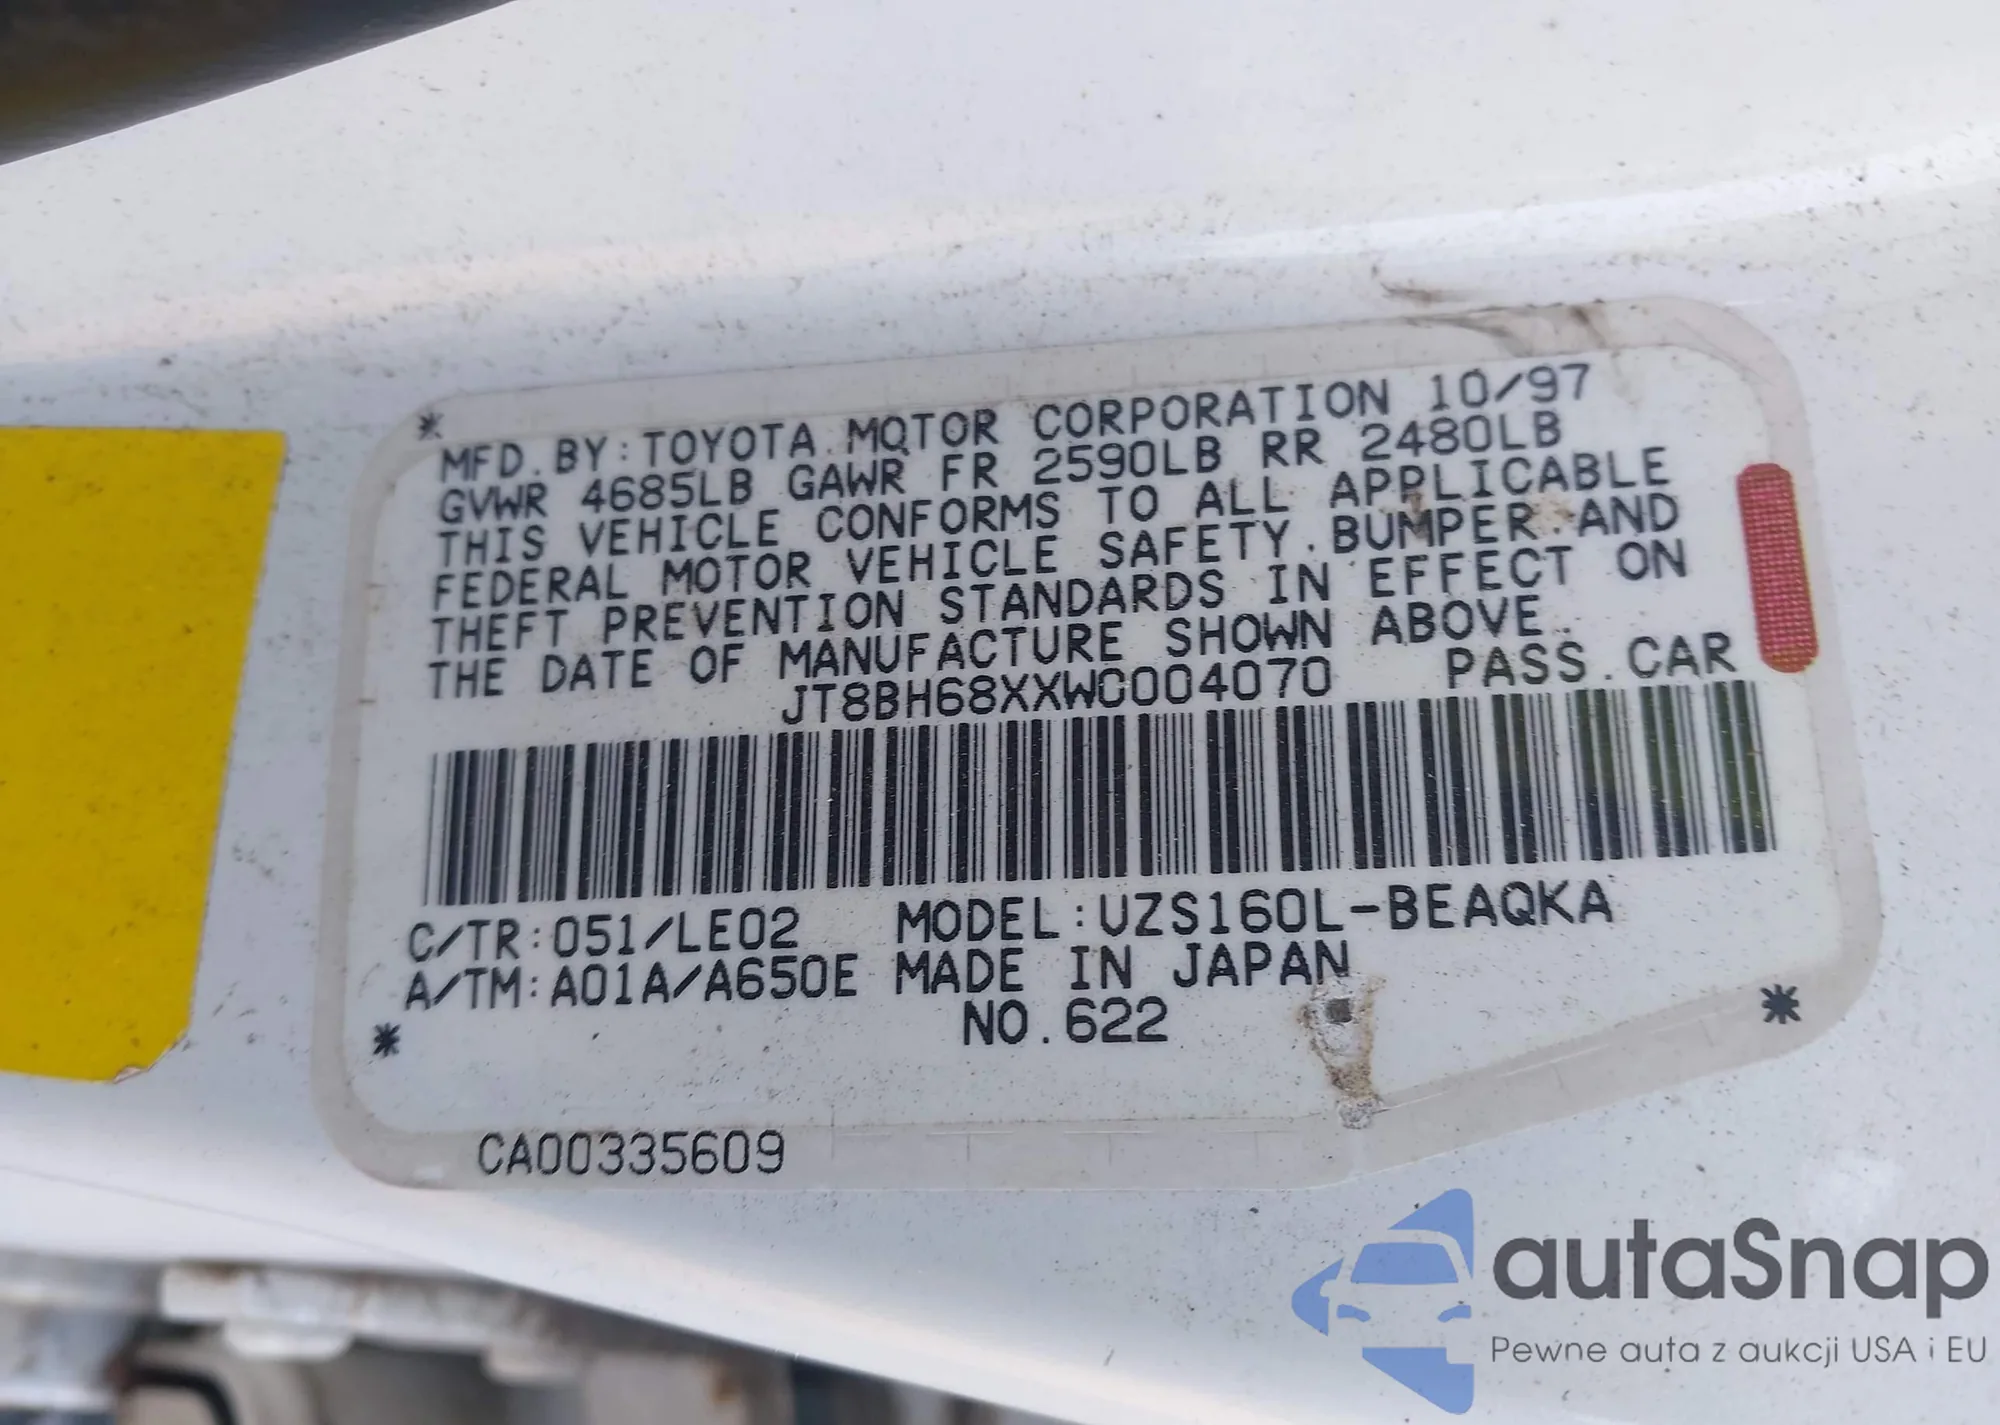 *
MFD.BY:TOYOTA MOTOR CORPORATION 10/97
GVWR 4685LB GAWR FR 2590LB RR 2480LB
THIS VEHICLE CONFORMS TO ALL APPLICABLE
FEDERAL MOTOR VEHICLE SAFETY.BUMPER.AND
THEFT PREVENTION STANDARDS IN EFFECT ON
THE DATE OF MANUFACTURE SHOWN ABOVE.
JT8BH68XXW0004070 PASS.CAR
C/TR:051/LE02 MODEL:UZS160L-BEAQKA
A/TM:A01A/A650E MADE IN JAPAN
* NO.622 *
CA00335609
autaSnap
Pewne auta z aukcji USA i EU